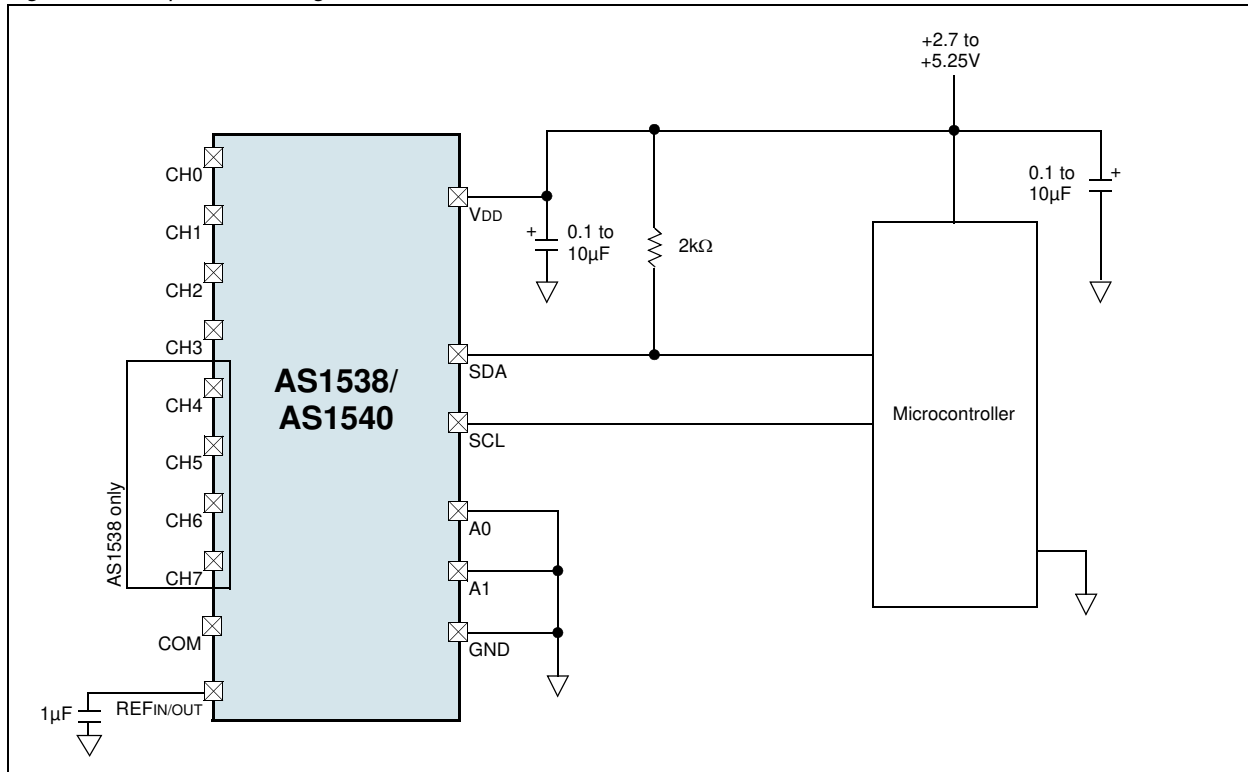 +2.7 to
+5.25V
CH0
CH1
CH2
CH3
CH4
CH5
CH6
CH7
AS1538 only
COM
REFIN/OUT
1µF
AS1538/
AS1540
VDD
SDA
SCL
A0
A1
GND
+
0.1 to
10µF
2kΩ
Microcontroller
0.1 to
10µF
+